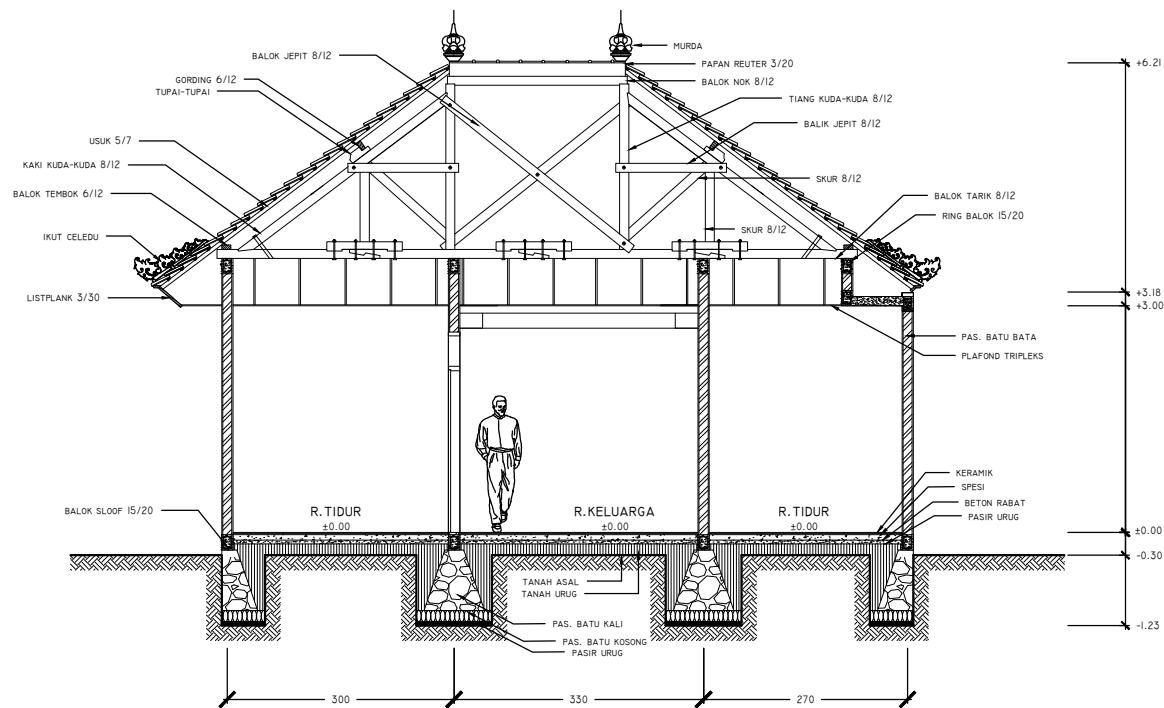 MURDA
BALOK JEPIT 8/12
PAPAN REUTER 3/20
+6.21
GORDING 6/12
BALOK NOK 8/12
TUPAI-TUPAI
TIANG KUDA-KUDA 8/12
BALIK JEPIT 8/12
USUK 5/7
KAKI KUDA-KUDA 8/12
SKUR 8/12
BALOK TEMBOK 6/12
BALOK TARIK 8/12
RING BALOK 15/20
SKUR 8/12
IKUT CELEDU
LISTPLANK 3/30
+3.18
+3.00
PAS. BATU BATA
PLAFOND TRIPLEKS
KERAMIK
SPESI
BETON RABAT
PASIR URUG
BALOK SLOOF 15/20
R.TIDUR
±0.00
R.KELUARGA
±0.00
R.TIDUR
±0.00
±0.00
-0.30
TANAH ASAL
TANAH URUG
PAS. BATU KALI
-1.23
PAS. BATU KOSONG
PASIR URUG
300
330
270